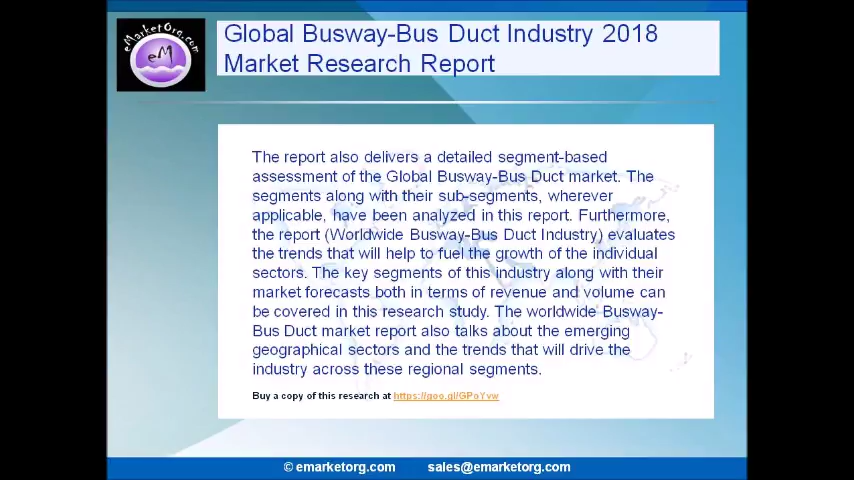 eMarketOrg.com
eM
Global Busway-Bus Duct Industry 2018
Market Research Report
The report also delivers a detailed segment-based
assessment of the Global Busway-Bus Duct market. The
segments along with their sub-segments, wherever
applicable, have been analyzed in this report. Furthermore,
the report (Worldwide Busway-Bus Duct Industry) evaluates
the trends that will help to fuel the growth of the individual
sectors. The key segments of this industry along with their
market forecasts both in terms of revenue and volume can
be covered in this research study. The worldwide Busway-
Bus Duct market report also talks about the emerging
geographical sectors and the trends that will drive the
industry across these regional segments.
Buy a copy of this research at https://goo.gl/GPoYvw
© emarketorg.com sales@emarketorg.com